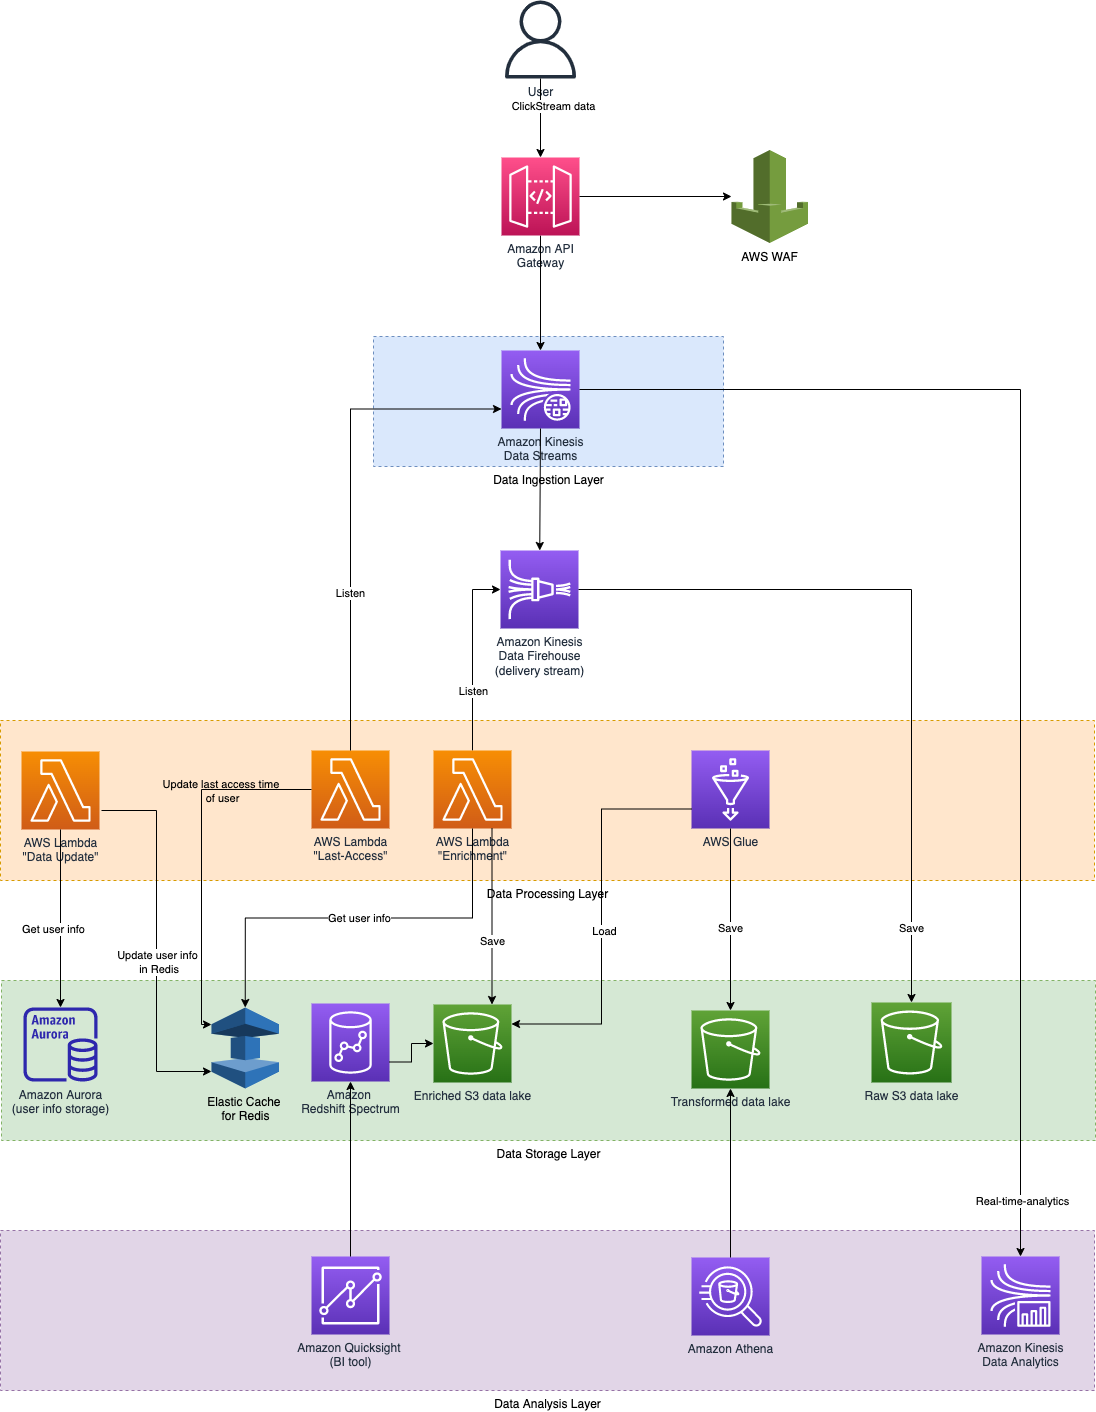 User
ClickStream data
Amazon API
Gateway
AWS WAF
Amazon Kinesis
Data Streams
Data Ingestion Layer
Listen
Amazon Kinesis
Data Firehouse
(delivery stream)
Listen
AWS Lambda
"Data Update"
Update last access time
of user
AWS Lambda
"Last-Access"
AWS Lambda
"Enrichment"
AWS Glue
Data Processing Layer
Get user info
Update user info
in Redis
Get user info
Save
Load
Save
Save
Amazon
Aurora
Amazon Aurora
(user info storage)
Elastic Cache
for Redis
Amazon
Redshift Spectrum
Enriched S3 data lake
Transformed data lake
Raw S3 data lake
Data Storage Layer
Real-time-analytics
Amazon Quicksight
(BI tool)
Amazon Athena
Amazon Kinesis
Data Analytics
Data Analysis Layer